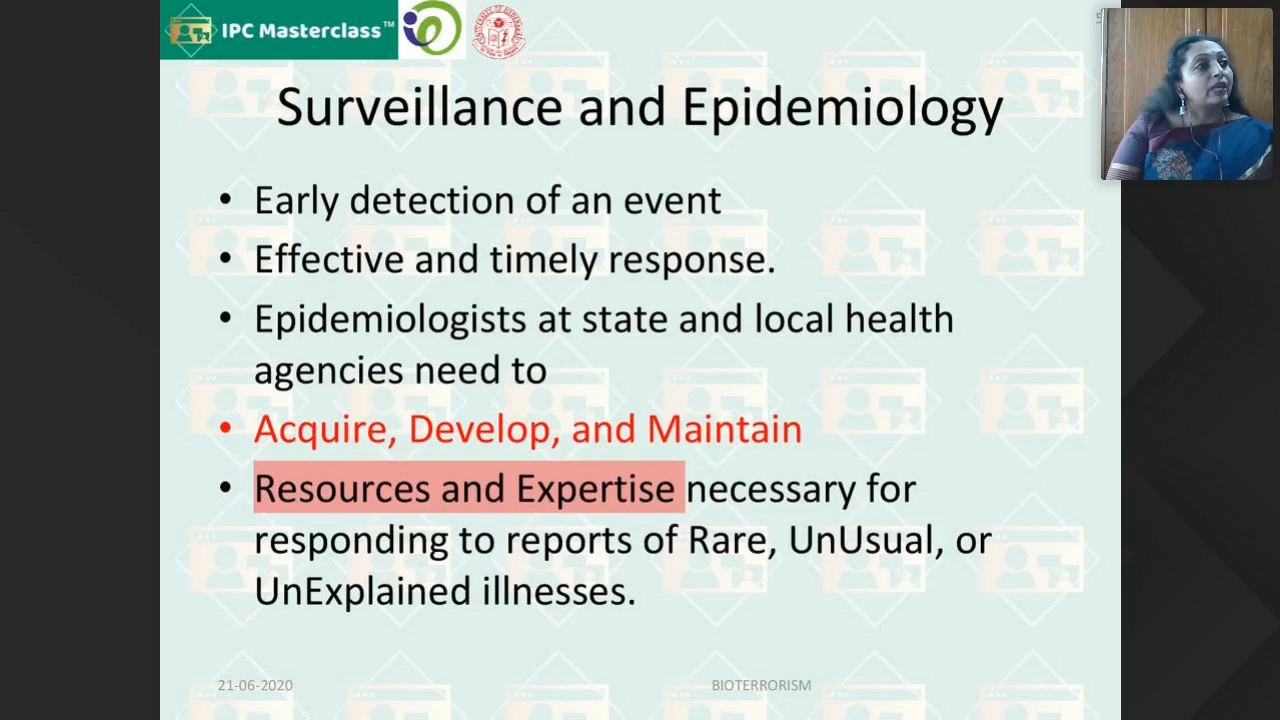 IPC Masterclass™
Surveillance and Epidemiology
• Early detection of an event
• Effective and timely response.
• Epidemiologists at state and local health
agencies need to
• Acquire, Develop, and Maintain
• Resources and Expertise necessary for
responding to reports of Rare, UnUsual, or
UnExplained illnesses.
21-06-2020
BIOTERRORISM